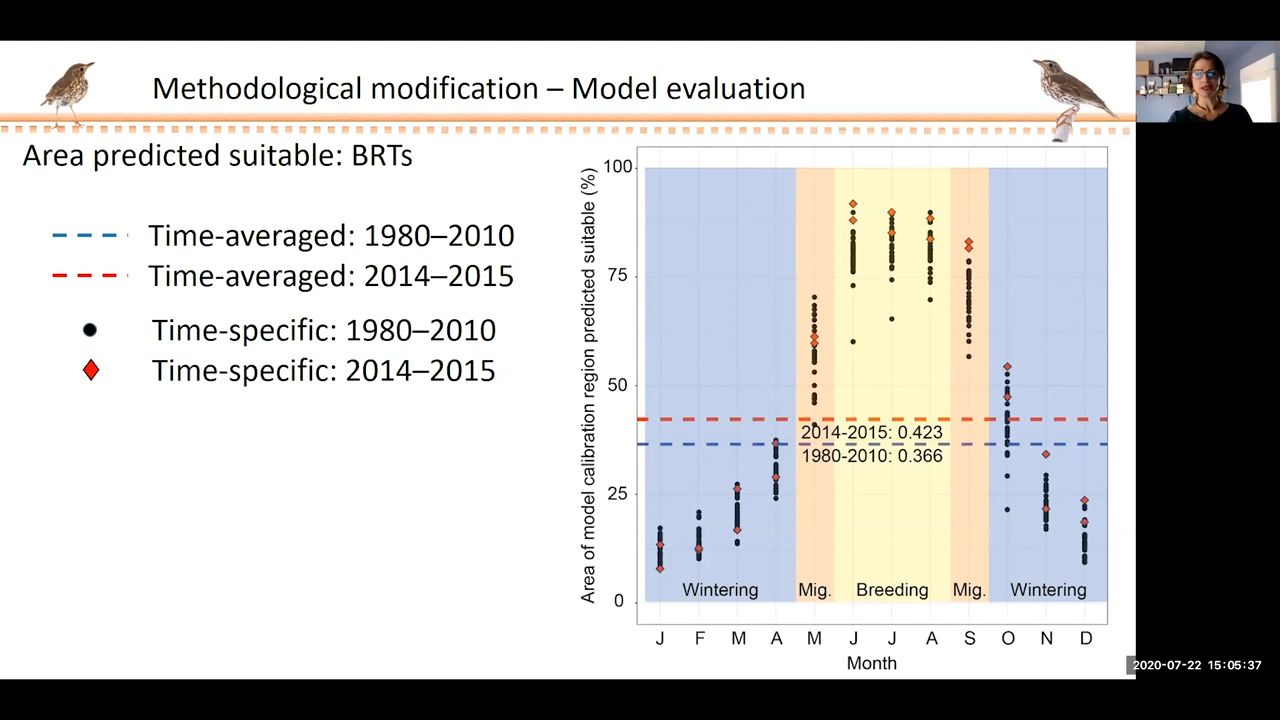 Methodological modification – Model evaluation
Area predicted suitable: BRTs
Time-averaged: 1980–2010
Time-averaged: 2014–2015
Time-specific: 1980–2010
Time-specific: 2014–2015
Area of model calibration region predicted suitable (%)
100
75
50
25
0
2014-2015: 0.423
1980-2010: 0.366
Wintering Mig. Breeding Mig. Wintering
J F M A M J J A S O N D
Month
2020-07-22 15:05:37